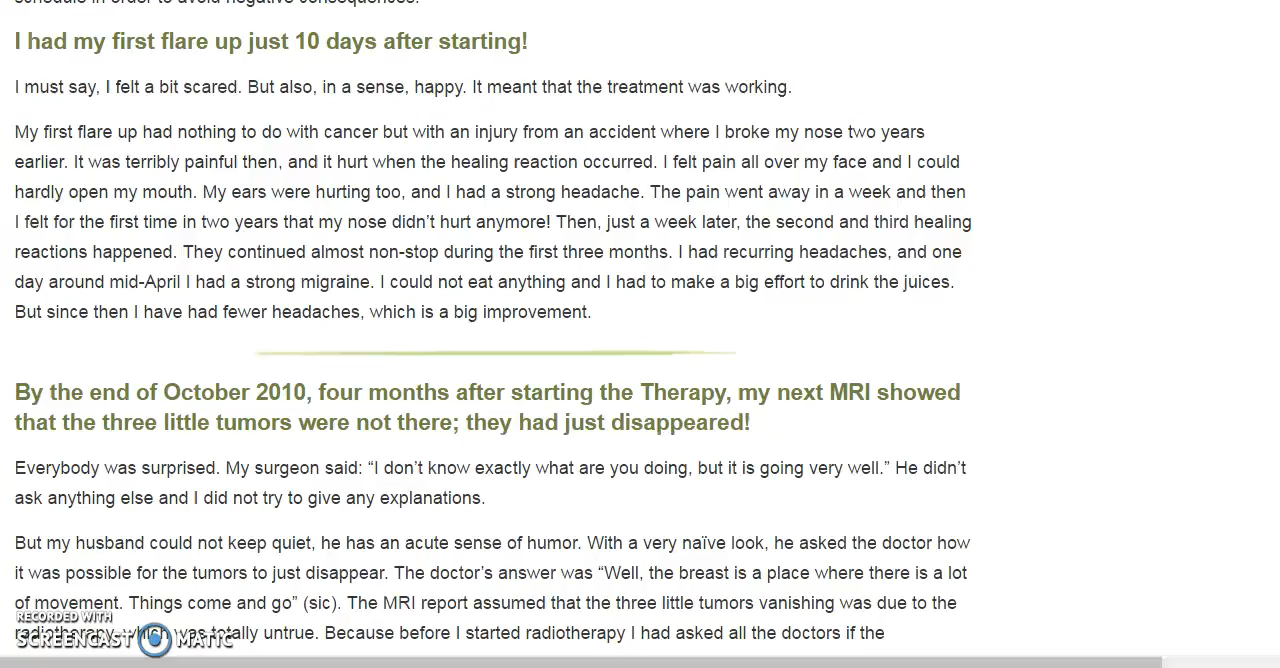 schedule in order to avoid negative consequences.
I had my first flare up just 10 days after starting!
I must say, I felt a bit scared. But also, in a sense, happy. It meant that the treatment was working.
My first flare up had nothing to do with cancer but with an injury from an accident where I broke my nose two years
earlier. It was terribly painful then, and it hurt when the healing reaction occurred. I felt pain all over my face and I could
hardly open my mouth. My ears were hurting too, and I had a strong headache. The pain went away in a week and then
I felt for the first time in two years that my nose didn’t hurt anymore! Then, just a week later, the second and third healing
reactions happened. They continued almost non-stop during the first three months. I had recurring headaches, and one
day around mid-April I had a strong migraine. I could not eat anything and I had to make a big effort to drink the juices.
But since then I have had fewer headaches, which is a big improvement.
By the end of October 2010, four months after starting the Therapy, my next MRI showed
that the three little tumors were not there; they had just disappeared!
Everybody was surprised. My surgeon said: “I don’t know exactly what are you doing, but it is going very well.” He didn’t
ask anything else and I did not try to give any explanations.
But my husband could not keep quiet, he has an acute sense of humor. With a very naïve look, he asked the doctor how
it was possible for the tumors to just disappear. The doctor’s answer was “Well, the breast is a place where there is a lot
of movement. Things come and go” (sic). The MRI report assumed that the three little tumors vanishing was due to the
radiotherapy, which was totally untrue. Because before I started radiotherapy I had asked all the doctors if the
RECORDED WITH
SCREENCAST MATIC